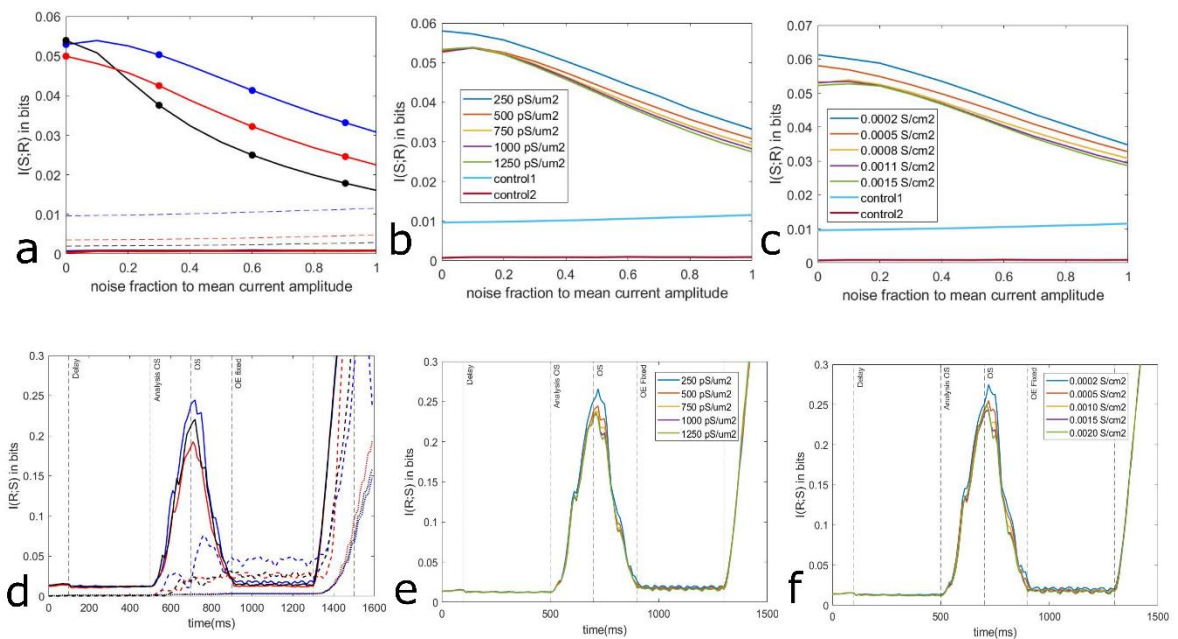 0.06
0.05
0.04
0.03
0.02
0.01
0
I(S;R) in bits
0 0.2 0.4 0.6 0.8 1
noise fraction to mean current amplitude
a
0.06
0.05
0.04
0.03
0.02
0.01
0
I(S;R) in bits
250 pS/um2
500 pS/um2
750 pS/um2
1000 pS/um2
1250 pS/um2
control1
control2
0 0.2 0.4 0.6 0.8 1
noise fraction to mean current amplitude
b
0.07
0.06
0.05
0.04
0.03
0.02
0.01
0
I(S;R) in bits
0.0002 S/cm2
0.0005 S/cm2
0.0008 S/cm2
0.0011 S/cm2
0.0015 S/cm2
control1
control2
0 0.2 0.4 0.6 0.8 1
noise fraction to mean current amplitude
c
0.3
0.25
0.2
0.15
0.1
0.05
0
I(R;S) in bits
Delay
Analysis OS
OS
OE fixed
0 200 400 600 800 1000 1200 1400 1600
time(ms)
d
0.3
0.25
0.2
0.15
0.1
0.05
0
I(R;S) in bits
Delay
Analysis OS
OS
OE Fixed
250 pS/um2
500 pS/um2
750 pS/um2
1000 pS/um2
1250 pS/um2
0 500 1000 1500
time(ms)
e
0.3
0.25
0.2
0.15
0.1
0.05
0
I(R;S) in bits
Delay
Analysis OS
OS
OE Fixed
0.0002 S/cm2
0.0005 S/cm2
0.0010 S/cm2
0.0015 S/cm2
0.0020 S/cm2
0 500 1000 1500
time(ms)
f